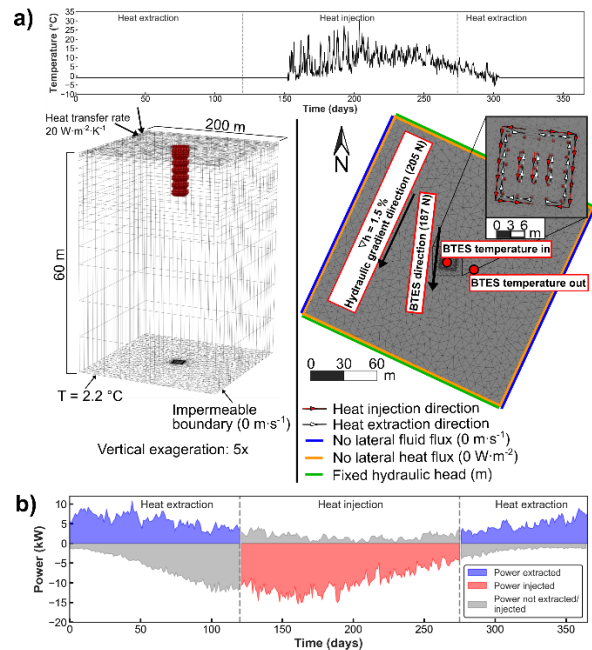 a)
Heat extraction
Heat injection
Heat extraction
Temperature (°C)
35
30
25
20
15
10
5
0
−5
−10
0
50
100
150
200
250
300
350
Time (days)
Heat transfer rate
20 W·m⁻²·K⁻¹
200 m
60 m
T = 2.2 °C
Impermeable
boundary (0 m·s⁻¹)
Vertical exageration: 5x
N
∇h = 1.5 %
Hydraulic gradient direction (205 N)
BTES direction (187 N)
0 3 6
m
BTES temperature in
BTES temperature out
0 30 60
m
Heat injection direction
Heat extraction direction
No lateral fluid flux (0 m·s⁻¹)
No lateral heat flux (0 W·m⁻²)
Fixed hydraulic head (m)
b)
Heat extraction
Heat injection
Heat extraction
Power (kW)
10
5
0
−5
−10
−15
Power extracted
Power injected
Power not extracted/
injected
0
50
100
150
200
250
300
350
Time (days)